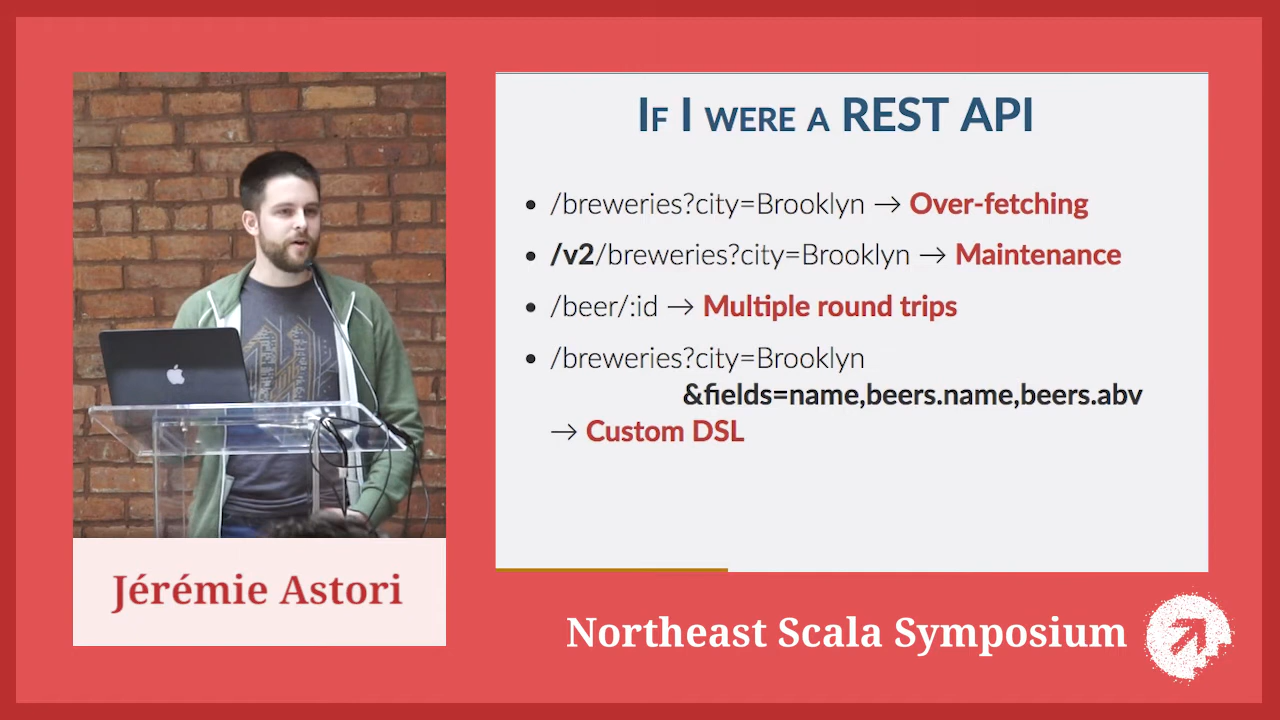 If I were a REST API
/breweries?city=Brooklyn → Over-fetching
/v2/breweries?city=Brooklyn → Maintenance
/beer/:id → Multiple round trips
/breweries?city=Brooklyn
&fields=name,beers.name,beers.abv
→ Custom DSL
Jérémie Astori
Northeast Scala Symposium